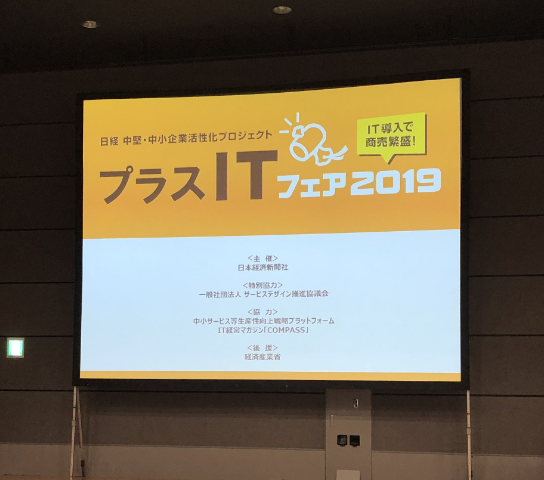 日経 中堅・中小企業活性化プロジェクト
プラスIT フェア2019
IT導入で
商売繁盛!
<主 催>
日本経済新聞社
<特別協力>
一般社団法人 サービスデザイン推進協議会
<協 力>
中小サービス等生産性向上戦略プラットフォーム
IT経営マガジン「COMPASS」
<後 援>
経済産業省
J